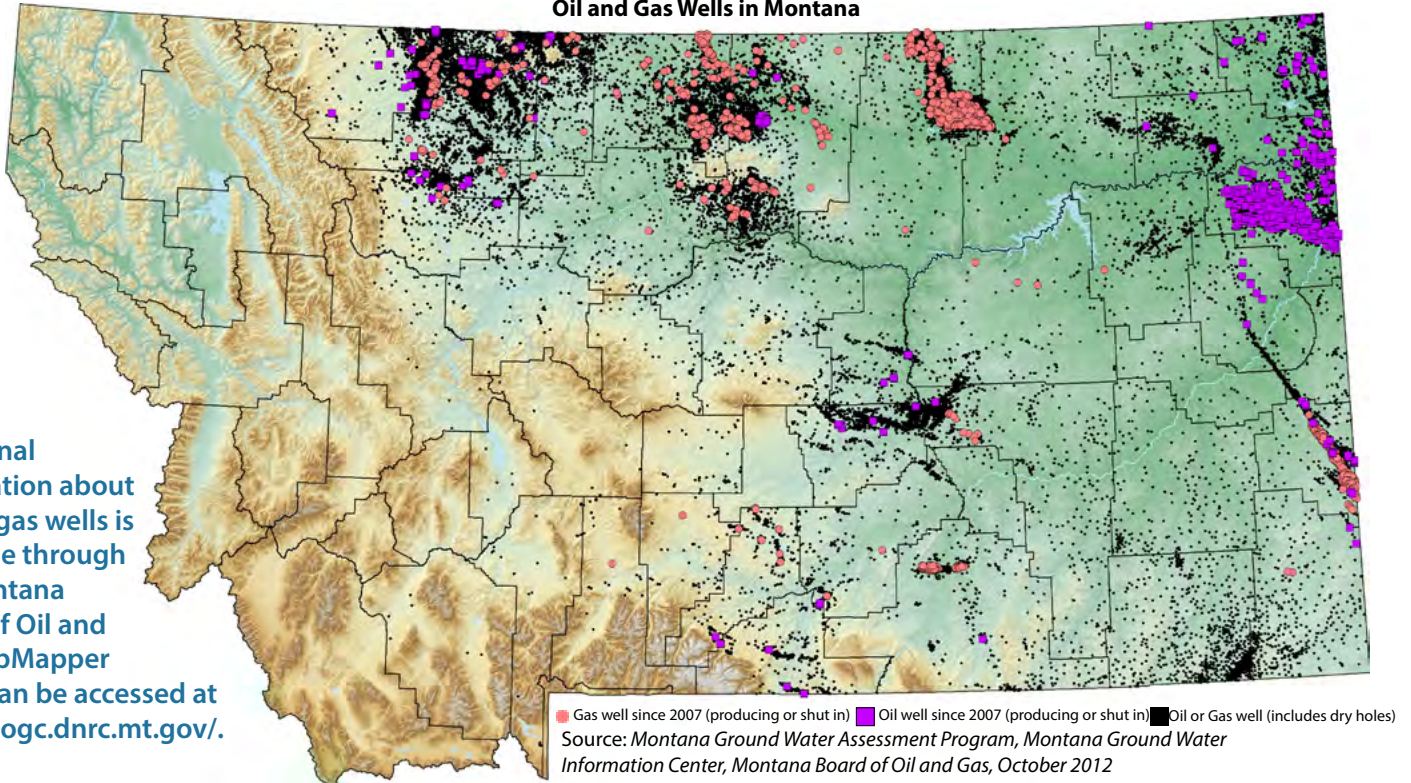 Oil and Gas Wells in Montana
nal
ation about
gas wells is
e through
ntana
f Oil and
bMapper
an be accessed at
ogc.dnrc.mt.gov/.
Gas well since 2007 (producing or shut in) Oil well since 2007 (producing or shut in) Oil or Gas well (includes dry holes)
Source: Montana Ground Water Assessment Program, Montana Ground Water
Information Center, Montana Board of Oil and Gas, October 2012